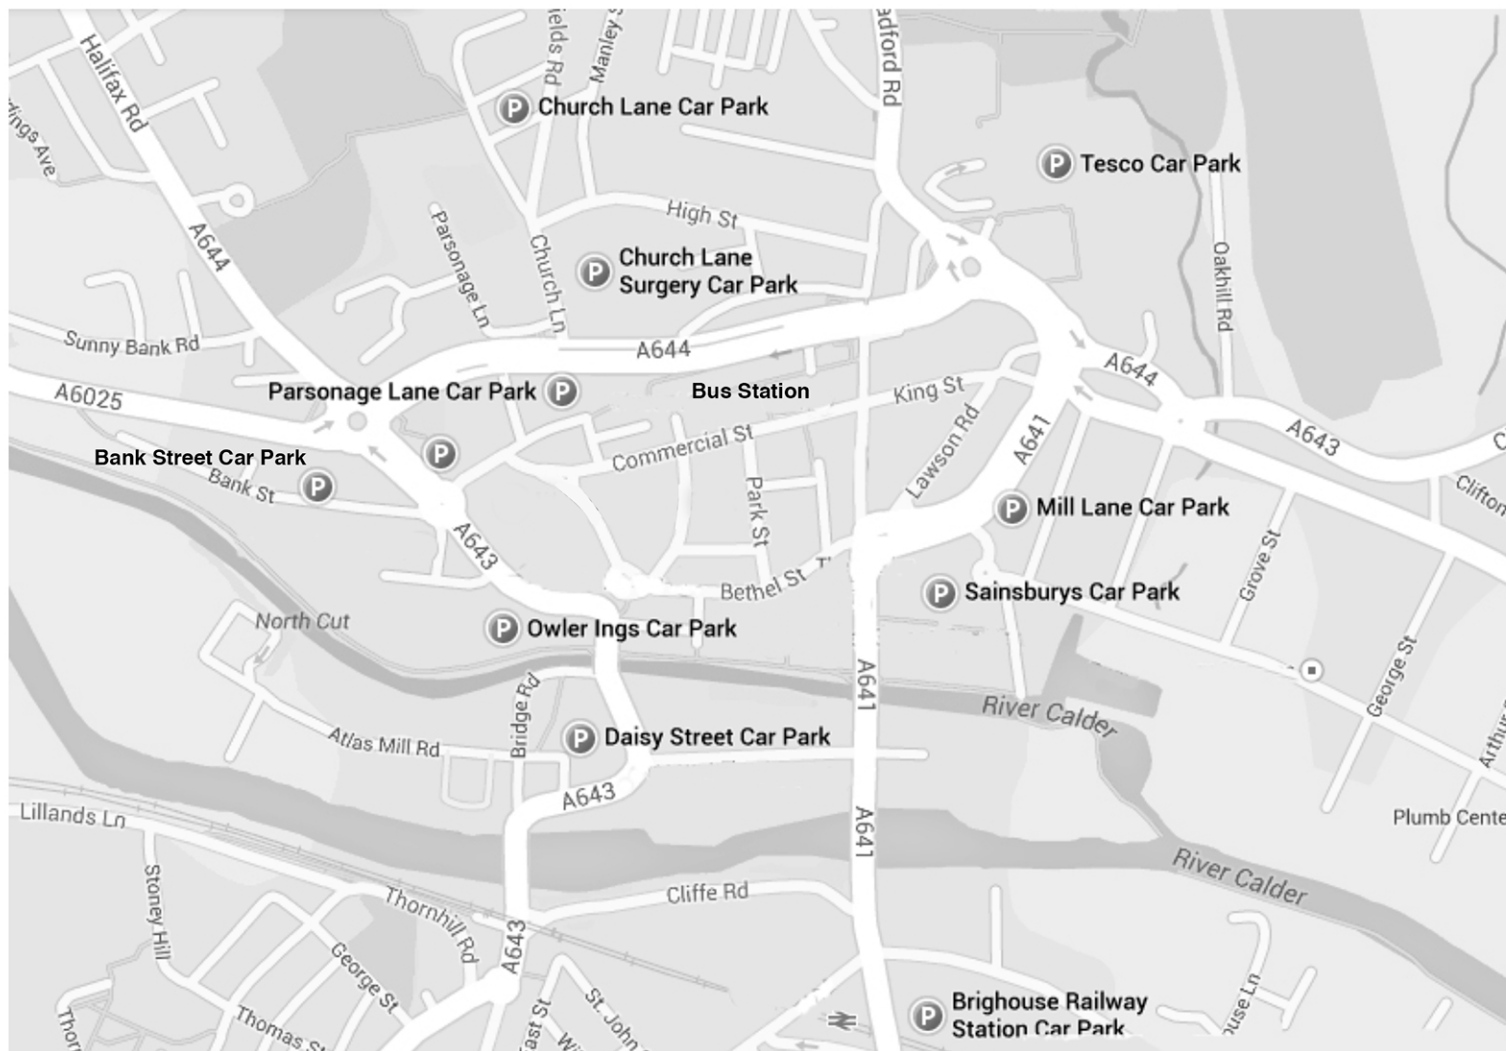 Halifax Rd
Manley
Church Lane Car Park
P
Tesco Car Park
P
High St
A644
Parsonage Ln
Church Ln
Church Lane
Surgery Car Park
P
Oakhill Rd
Sunny Bank Rd
A644
A644
A6025
Parsonage Lane Car Park
P
Bus Station
King St
A643
Bank Street Car Park
P
P
Commercial St
Lawson Rd
A641
Bank St
Park St
Mill Lane Car Park
P
Clifton
A643
Grove St
Bethel St
Sainsburys Car Park
P
North Cut
Owler Ings Car Park
P
A641
George St
River Calder
Bridge Rd
Atlas Mill Rd
Daisy Street Car Park
P
A643
Lillands Ln
A641
Plumb Cente
River Calder
Stoney Hill
Thornhill Rd
Cliffe Rd
A643
George St
Thomas St
St. John
Brighouse Railway
Station Car Park
P